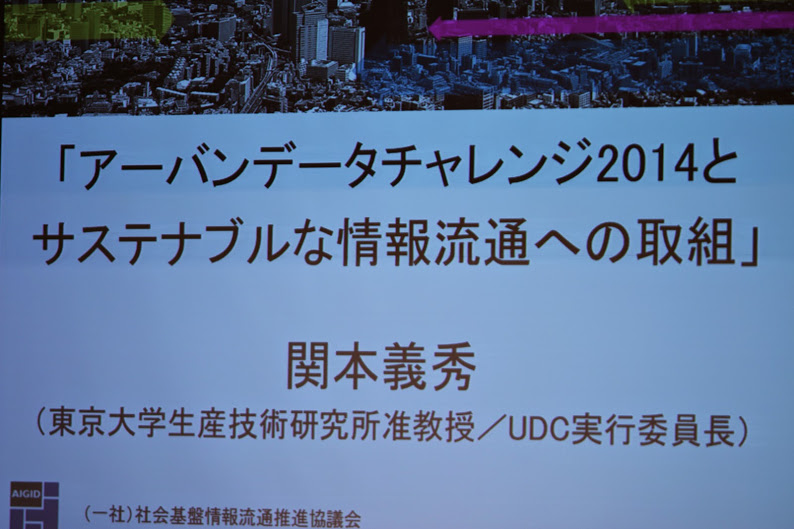 「アーバンデータチャレンジ2014と
サステナブルな情報流通への取組」
関本義秀
（東京大学生産技術研究所准教授／UDC実行委員長）
AIGID
（一社）社会基盤情報流通推進協議会